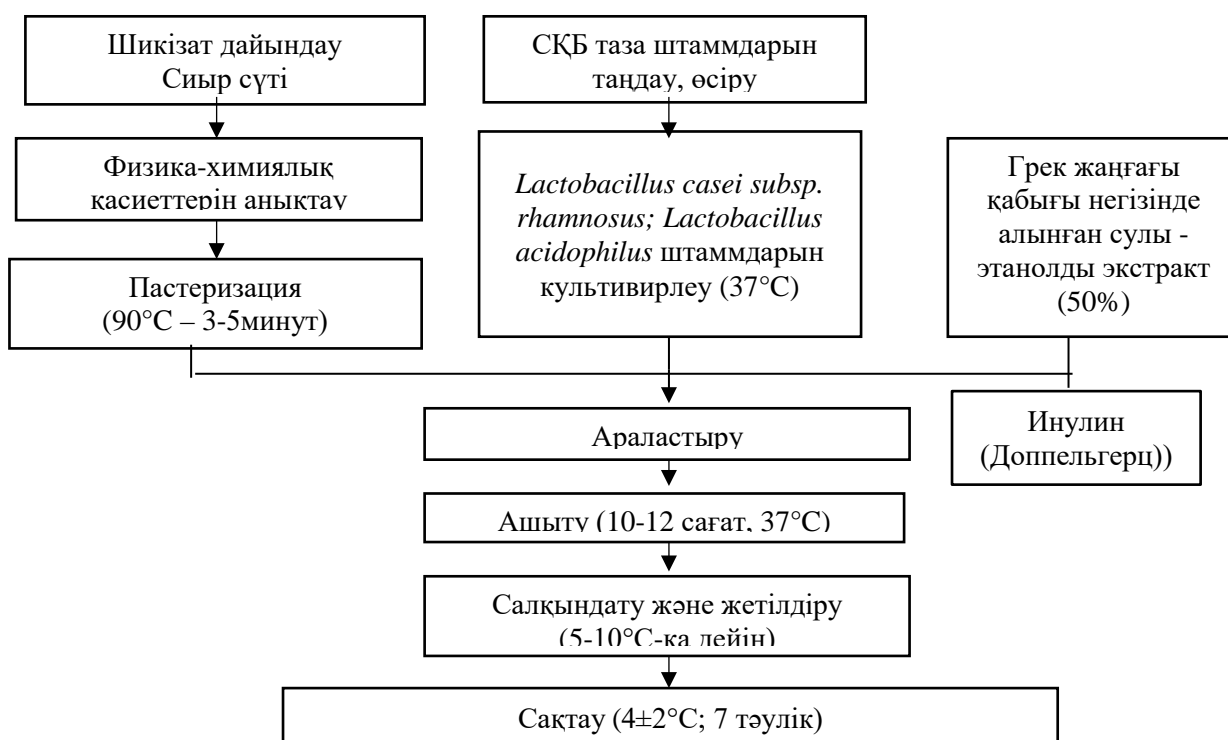 Шикізат дайындау
Сиыр сүті
СҚБ таза штаммдарын
таңдау, өсіру
Физика-химиялық
қасиеттерін анықтау
Lactobacillus casei subsp.
rhamnosus; Lactobacillus
acidophilus штаммдарын
культивирлеу (37°C)
Грек жаңғағы
қабығы негізінде
алынған сулы -
этанолды экстракт
(50%)
Пастеризация
(90°C – 3-5минут)
Араластыру
Инулин
(Доппельгерц))
Ашыту (10-12 сағат, 37°C)
Салқындату және жетілдіру
(5-10°C-қа дейін)
Сақтау (4±2°C; 7 тәулік)